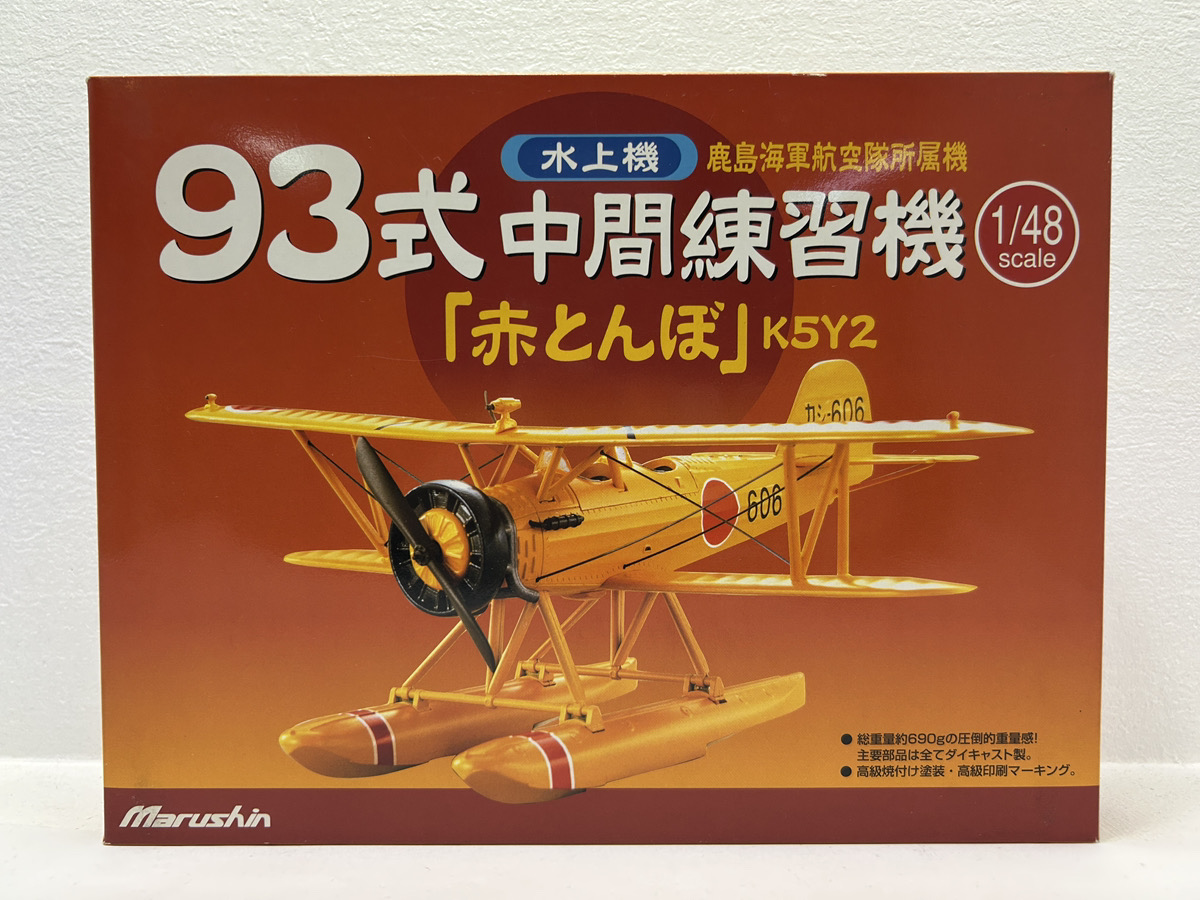 水上機 鹿島海軍航空隊所属機
93式中間練習機
1/48
scale
「赤とんぼ」K5Y2
カシ-606
606
●総重量約690gの圧倒的重量感!
主要部品は全てダイキャスト製。
●高級焼付け塗装・高級印刷マーキング。
Marushin